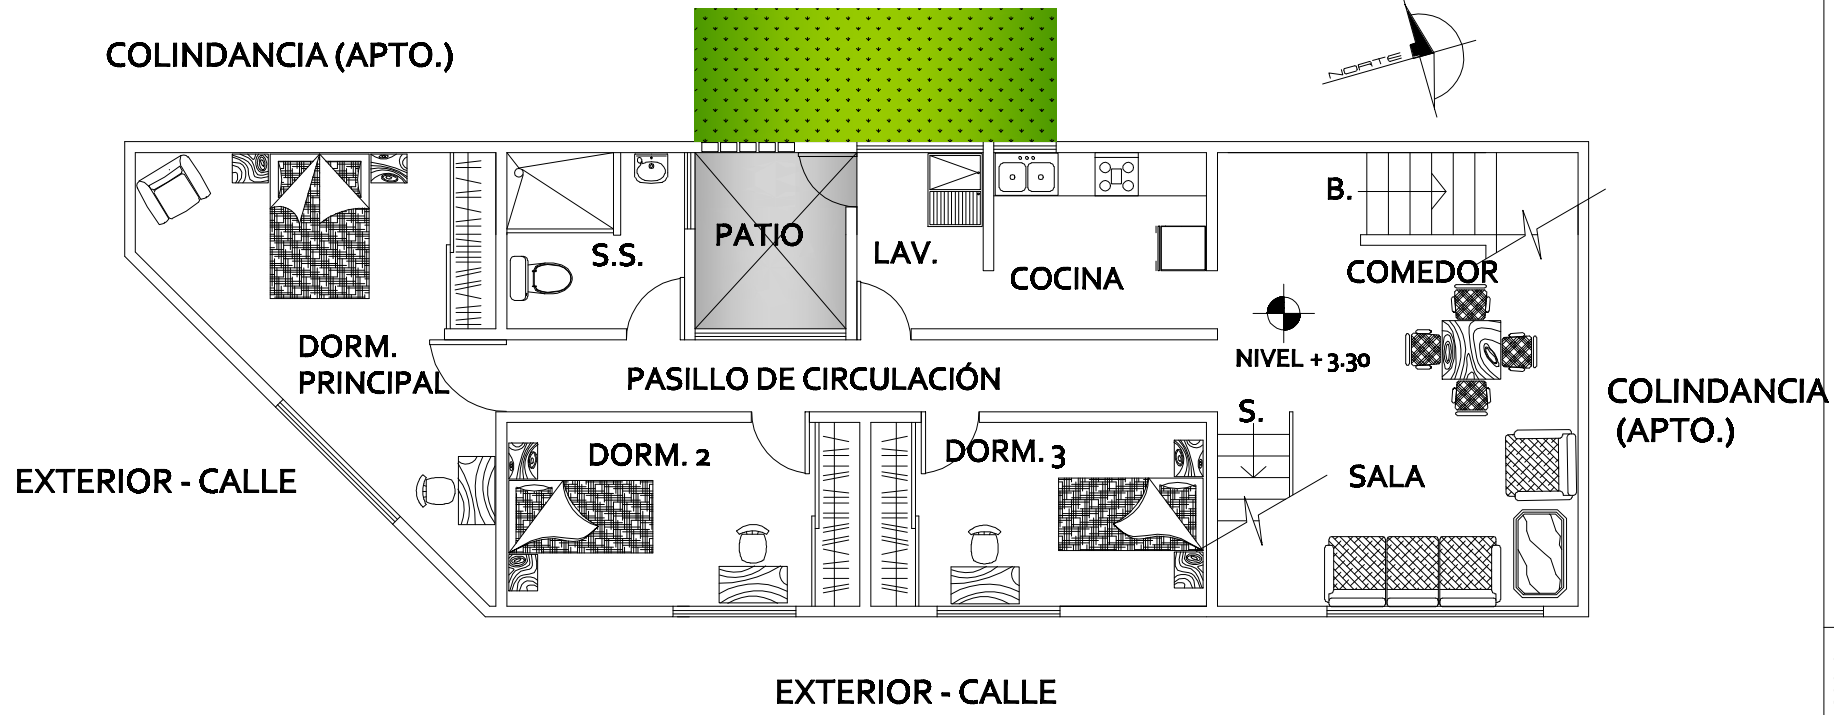 COLINDANCIA (APTO.)
NORTE
B.
PATIO
S.S.
LAV.
COCINA
COMEDOR
DORM.
PRINCIPAL
NIVEL + 3.30
PASILLO DE CIRCULACIÓN
COLINDANCIA
(APTO.)
S.
DORM. 2
DORM. 3
SALA
EXTERIOR - CALLE
EXTERIOR - CALLE